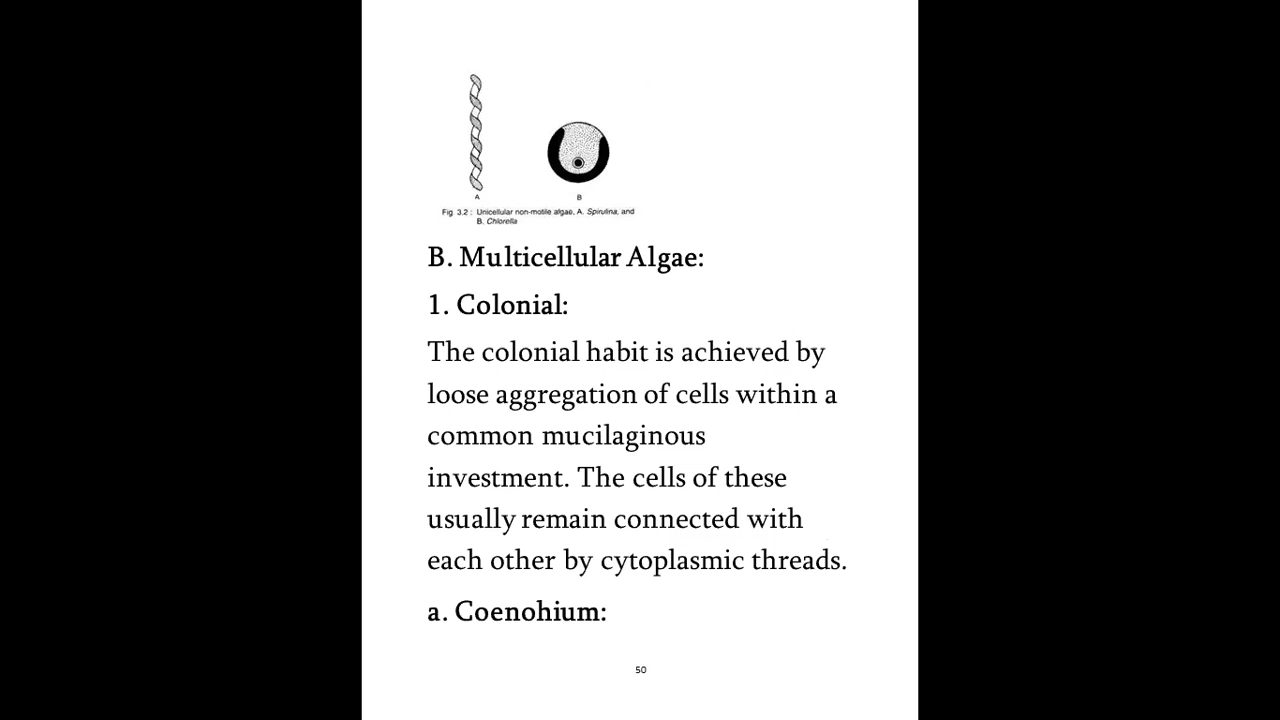 A
B
Fig. 3.2 : Unicellular non-motile algae, A. Spirulina, and
B. Chlorella
B. Multicellular Algae:
1. Colonial:
The colonial habit is achieved by
loose aggregation of cells within a
common mucilaginous
investment. The cells of these
usually remain connected with
each other by cytoplasmic threads.
a. Coenohium:
50